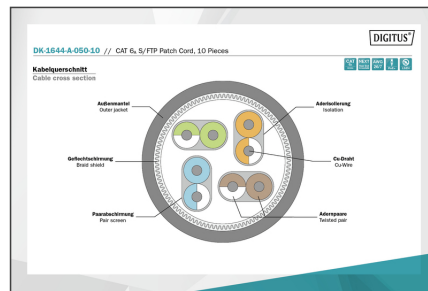 DIGITUS®
DK-1644-A-050-10 // CAT 6A S/FTP Patch Cord, 10 Pieces
Kabelquerschnitt
Cable cross section
Außenmantel
Outer jacket
Aderisolierung
Isolation
Geflechtschirmung
Braid shield
Cu-Draht
Cu-Wire
Paarabschirmung
Pair screen
Adernpaare
Twisted pair